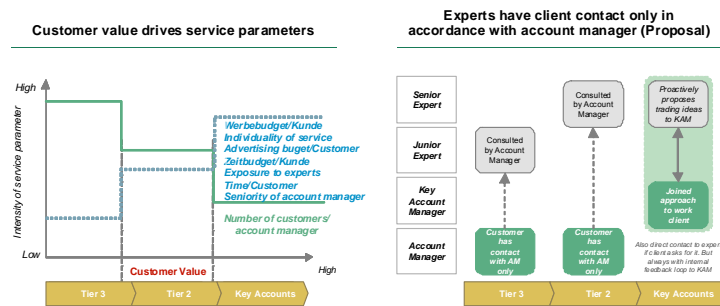 Customer value drives service parameters
Experts have client contact only in
accordance with account manager (Proposal)
High
Intensity of service parameter
Low
Werbebudget/Kunde
Individuality of service
Advertising buget/Customer
Zeitbudget/Kunde
Exposure to experts
Time/Customer
Seniority of account manager
Number of customers/
account manager
Customer Value
High
Tier 3
Tier 2
Key Accounts
Senior
Expert
Junior
Expert
Key
Account
Manager
Account
Manager
Consulted
by Account
Manager
Customer
has
contact
with AM
only
Consulted
by Account
Manager
Customer
has
contact
with AM
only
Proactively
proposes
trading ideas
to KAM
Joined
approach
to work
client
Also direct contact to expert
if client asks for it. But
always with internal
feedback loop to KAM
Tier 3
Tier 2
Key Accounts